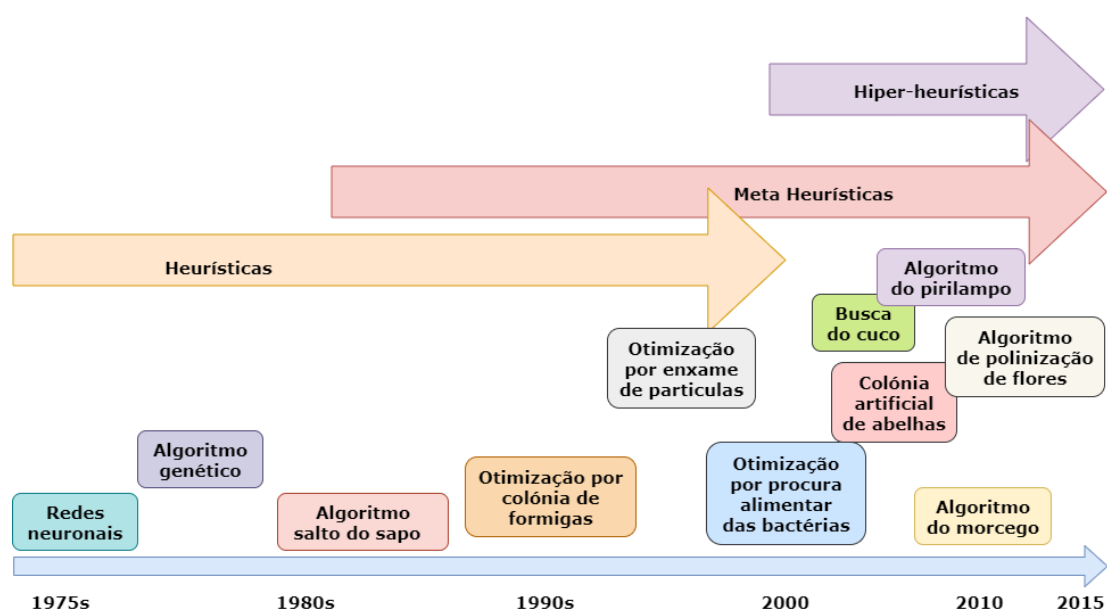 Hiper-heurísticas
Meta Heurísticas
Heurísticas
Algoritmo
do pirilampo
Busca
do cuco
Otimização
por enxame
de particulas
Algoritmo
de polinização
de flores
Colónia
artificial
de abelhas
Algoritmo
genético
Otimização por
colónia de
formigas
Otimização
por procura
alimentar
das bactérias
Redes
neuronais
Algoritmo
salto do sapo
Algoritmo
do morcego
1975s
1980s
1990s
2000
2010
2015